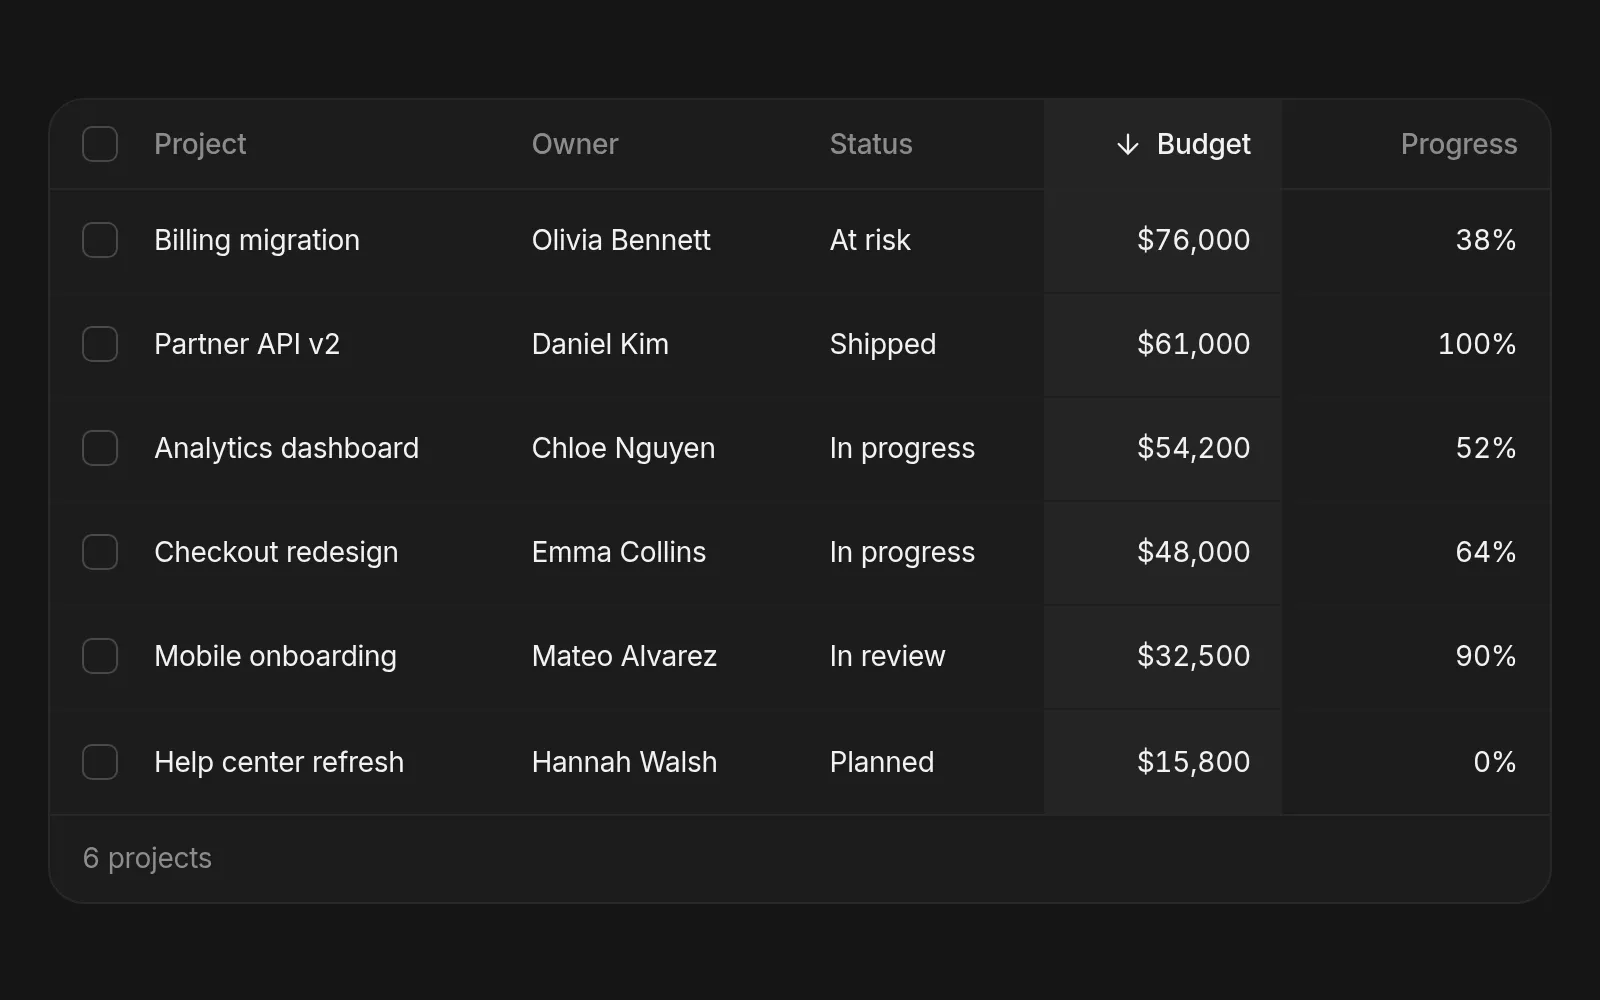 Project Owner Status ↓ Budget Progress
Billing migration Olivia Bennett At risk $76,000 38%
Partner API v2 Daniel Kim Shipped $61,000 100%
Analytics dashboard Chloe Nguyen In progress $54,200 52%
Checkout redesign Emma Collins In progress $48,000 64%
Mobile onboarding Mateo Alvarez In review $32,500 90%
Help center refresh Hannah Walsh Planned $15,800 0%
6 projects